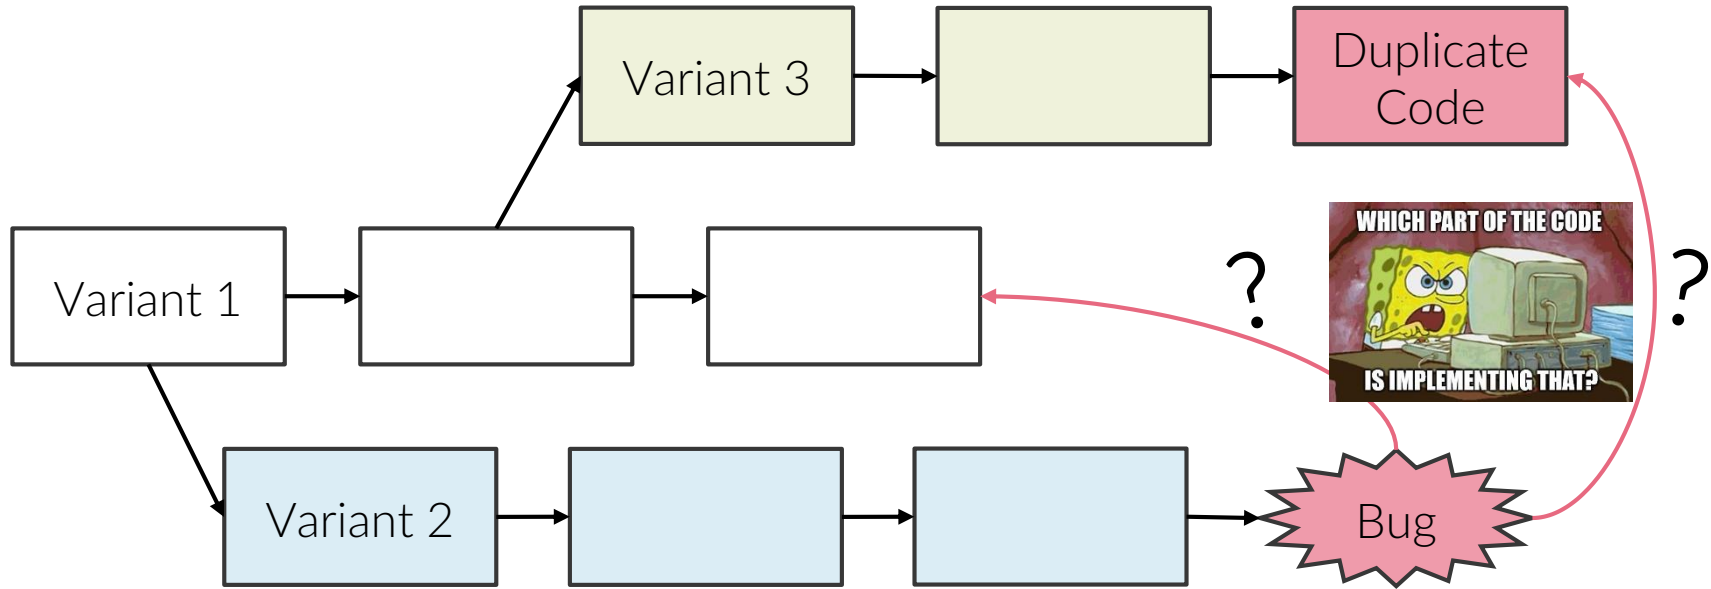 Variant 3
Duplicate
Code
WHICH PART OF THE CODE
IS IMPLEMENTING THAT?
?
?
Variant 1
Variant 2
Bug